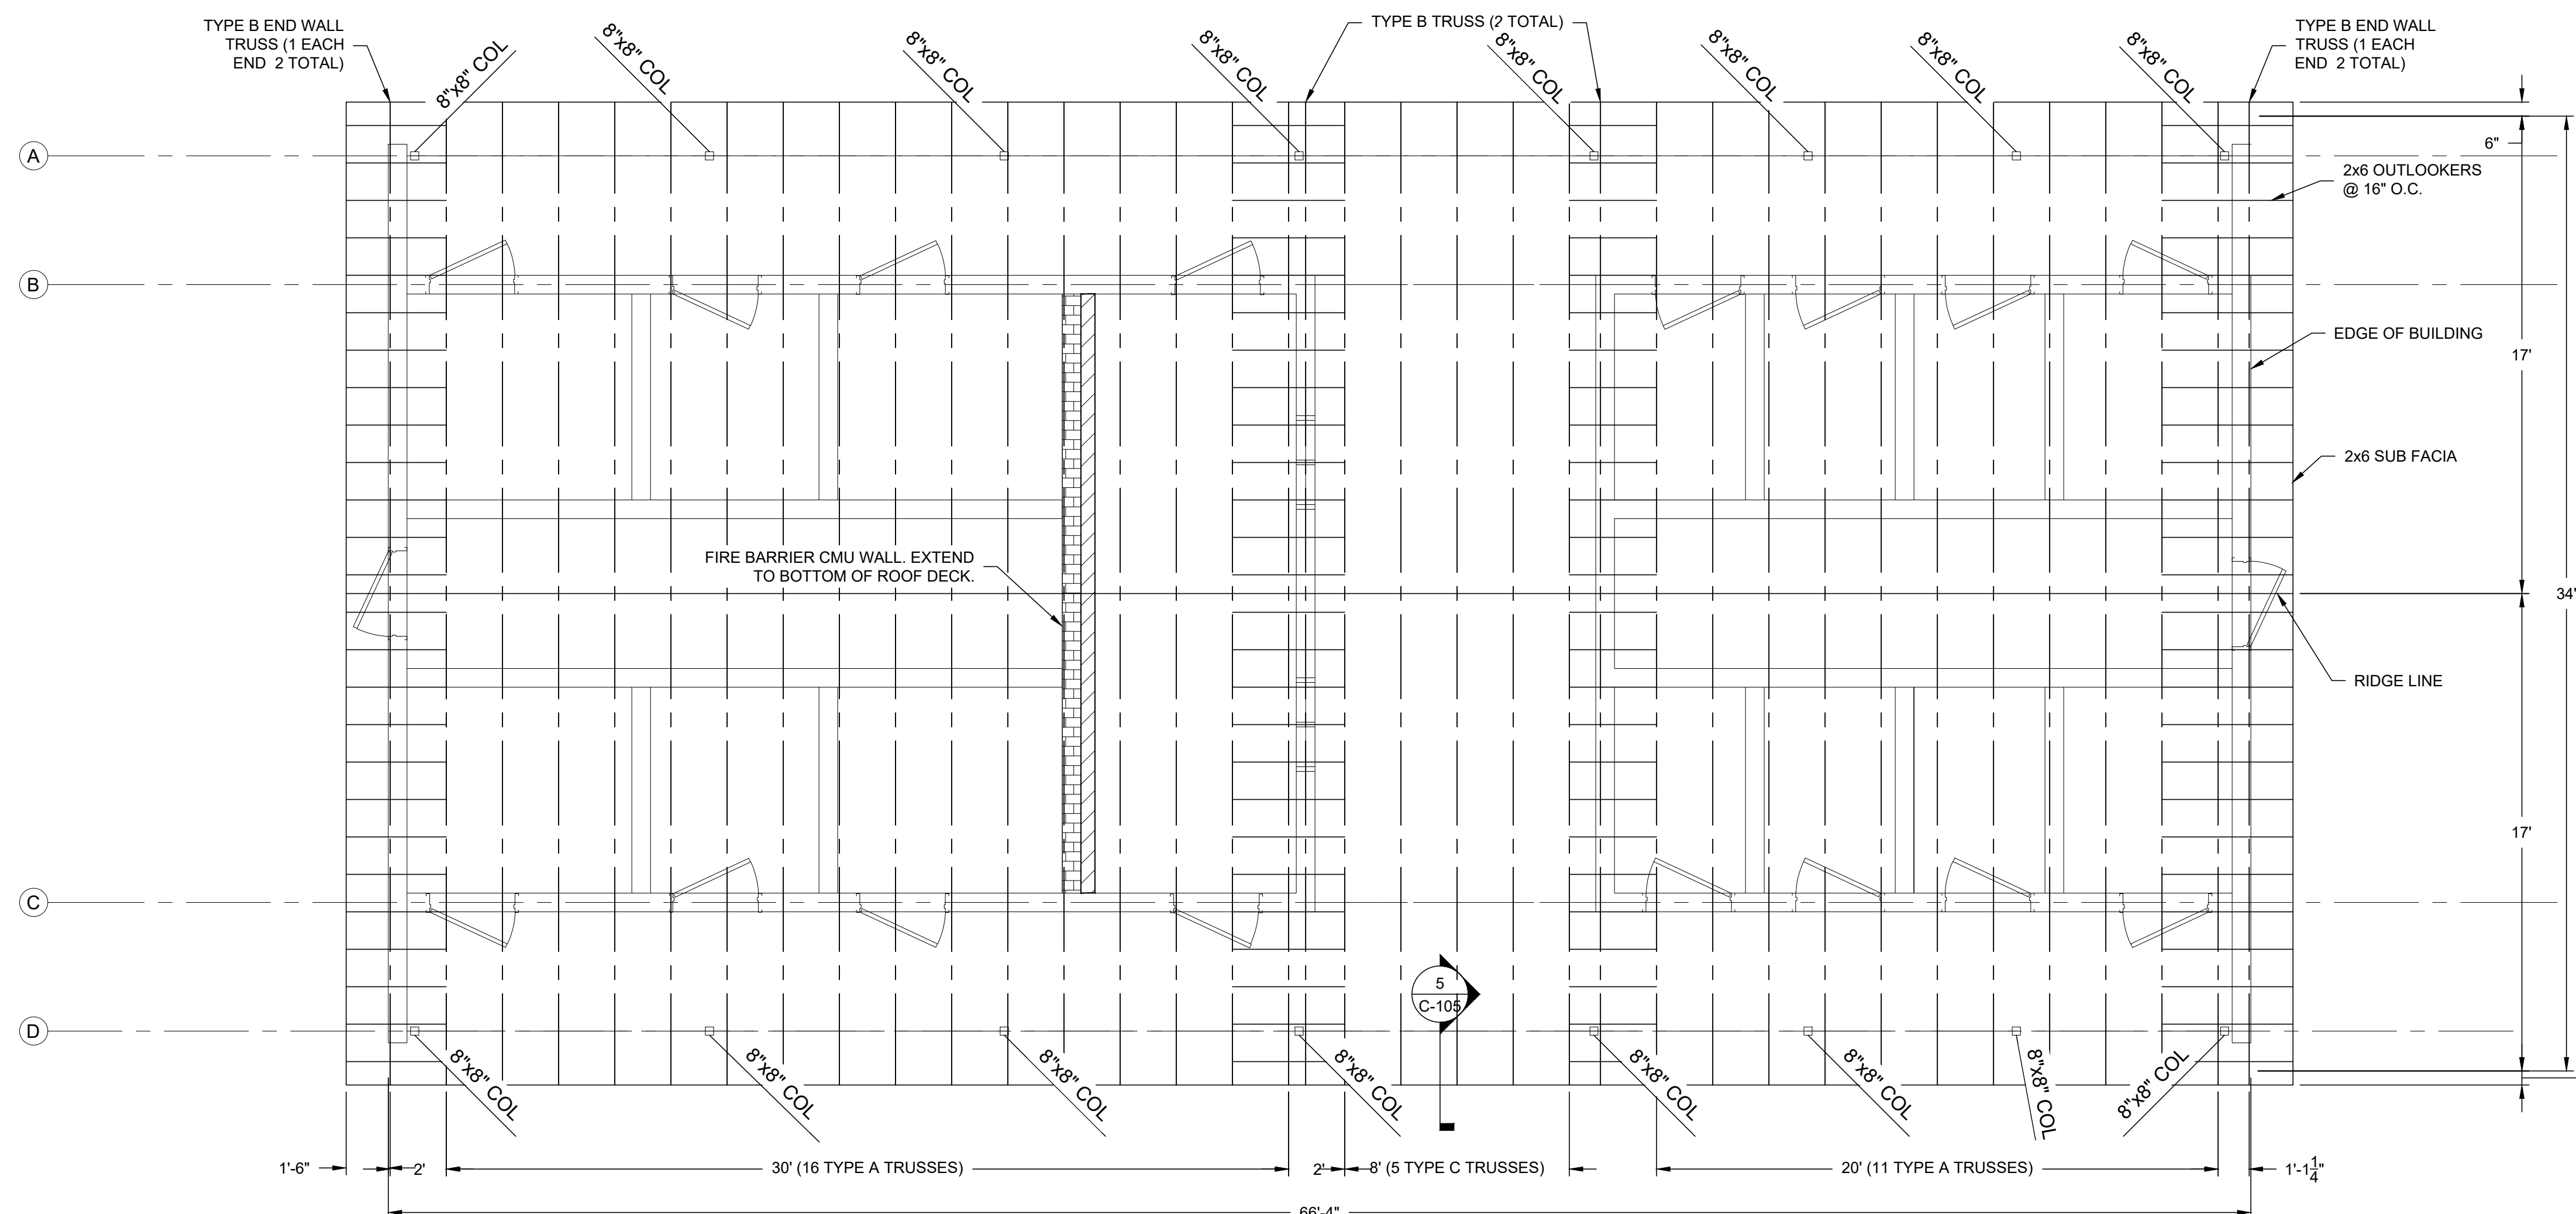 TYPE B END WALL
TRUSS (1 EACH
END  2 TOTAL)
TYPE B TRUSS (2 TOTAL)
TYPE B END WALL
TRUSS (1 EACH
END  2 TOTAL)
8"x8" COL
8"x8" COL
8"x8" COL
8"x8" COL
8"x8" COL
8"x8" COL
8"x8" COL
8"x8" COL
A
6"
2x6 OUTLOOKERS
@ 16" O.C.
B
EDGE OF BUILDING
17'
2x6 SUB FACIA
FIRE BARRIER CMU WALL. EXTEND
TO BOTTOM OF ROOF DECK.
34'
RIDGE LINE
17'
C
5
C-105
D
8"x8" COL
8"x8" COL
8"x8" COL
8"x8" COL
8"x8" COL
8"x8" COL
8"x8" COL
8"x8" COL
1'-6"
2'
30' (16 TYPE A TRUSSES)
2'
8' (5 TYPE C TRUSSES)
20' (11 TYPE A TRUSSES)
1'-1 1/4"
66'-4"